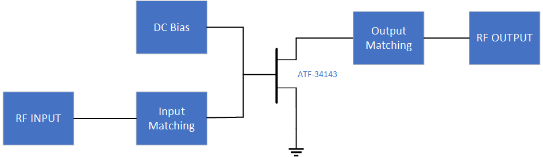 DC Bias
Output
Matching
RF OUTPUT
ATF-34143
RF INPUT
Input
Matching